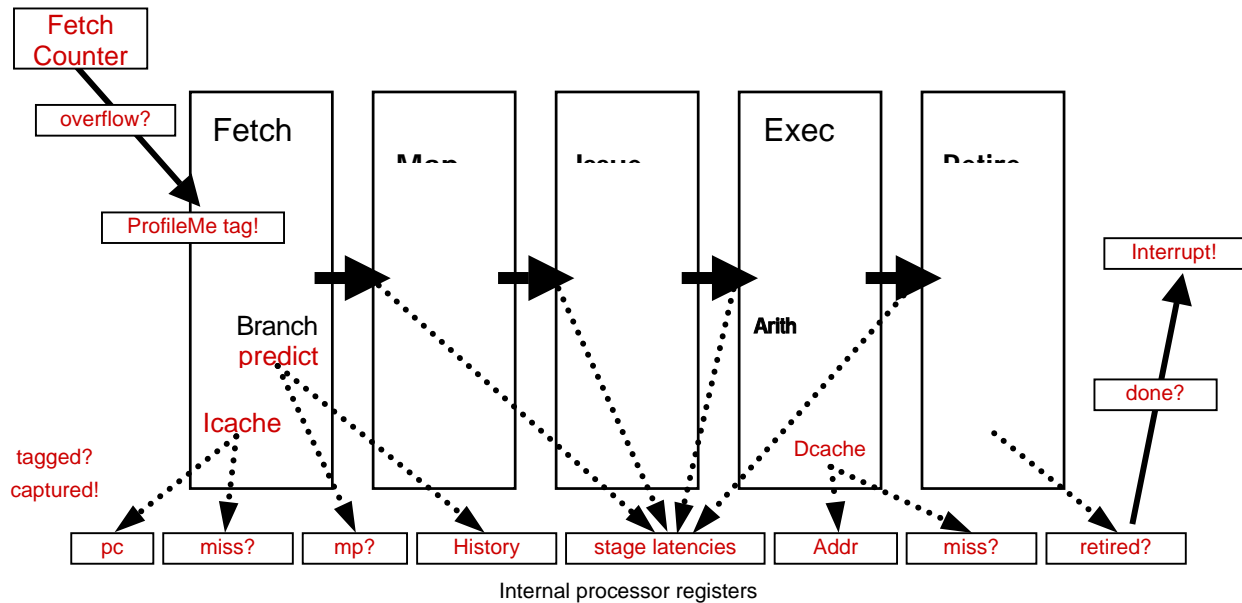 Fetch
Counter
overflow?
Fetch
Exec
ProfileMe tag!
Interrupt!
Branch
predict
Arith
done?
Icache
Dcache
tagged?
captured!
pc
miss?
mp?
History
stage latencies
Addr
miss?
retired?
Internal processor registers